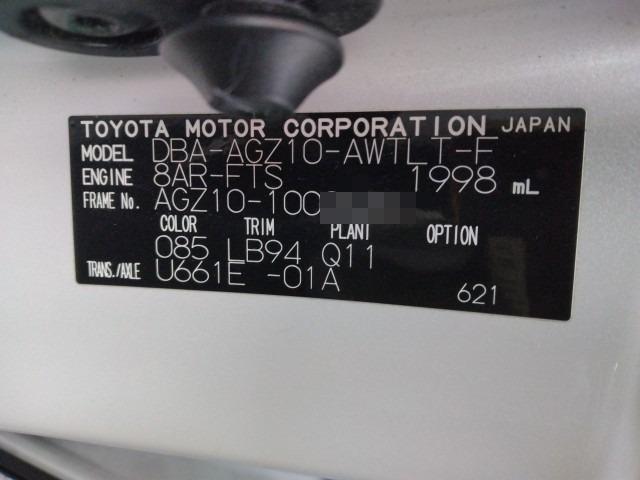 TOYOTA MOTOR CORPORATION JAPAN
MODEL DBA-AGZ10-AWTLT-F
ENGINE 8AR-FTS 1998 mL
FRAME No. AGZ10-100
COLOR TRIM PLANT OPTION
085 LB94 Q11
TRANS./AXLE U661E -01A
621